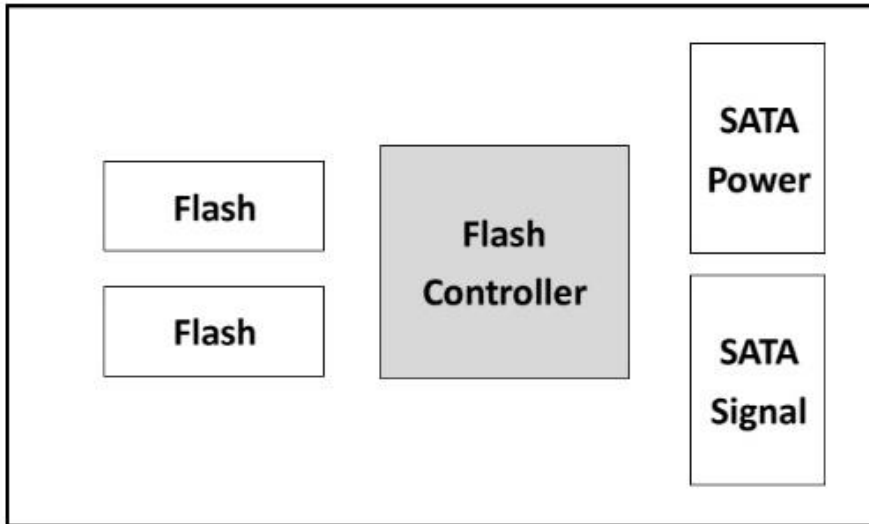 Flash
Flash
Flash
Controller
SATA
Power
SATA
Signal